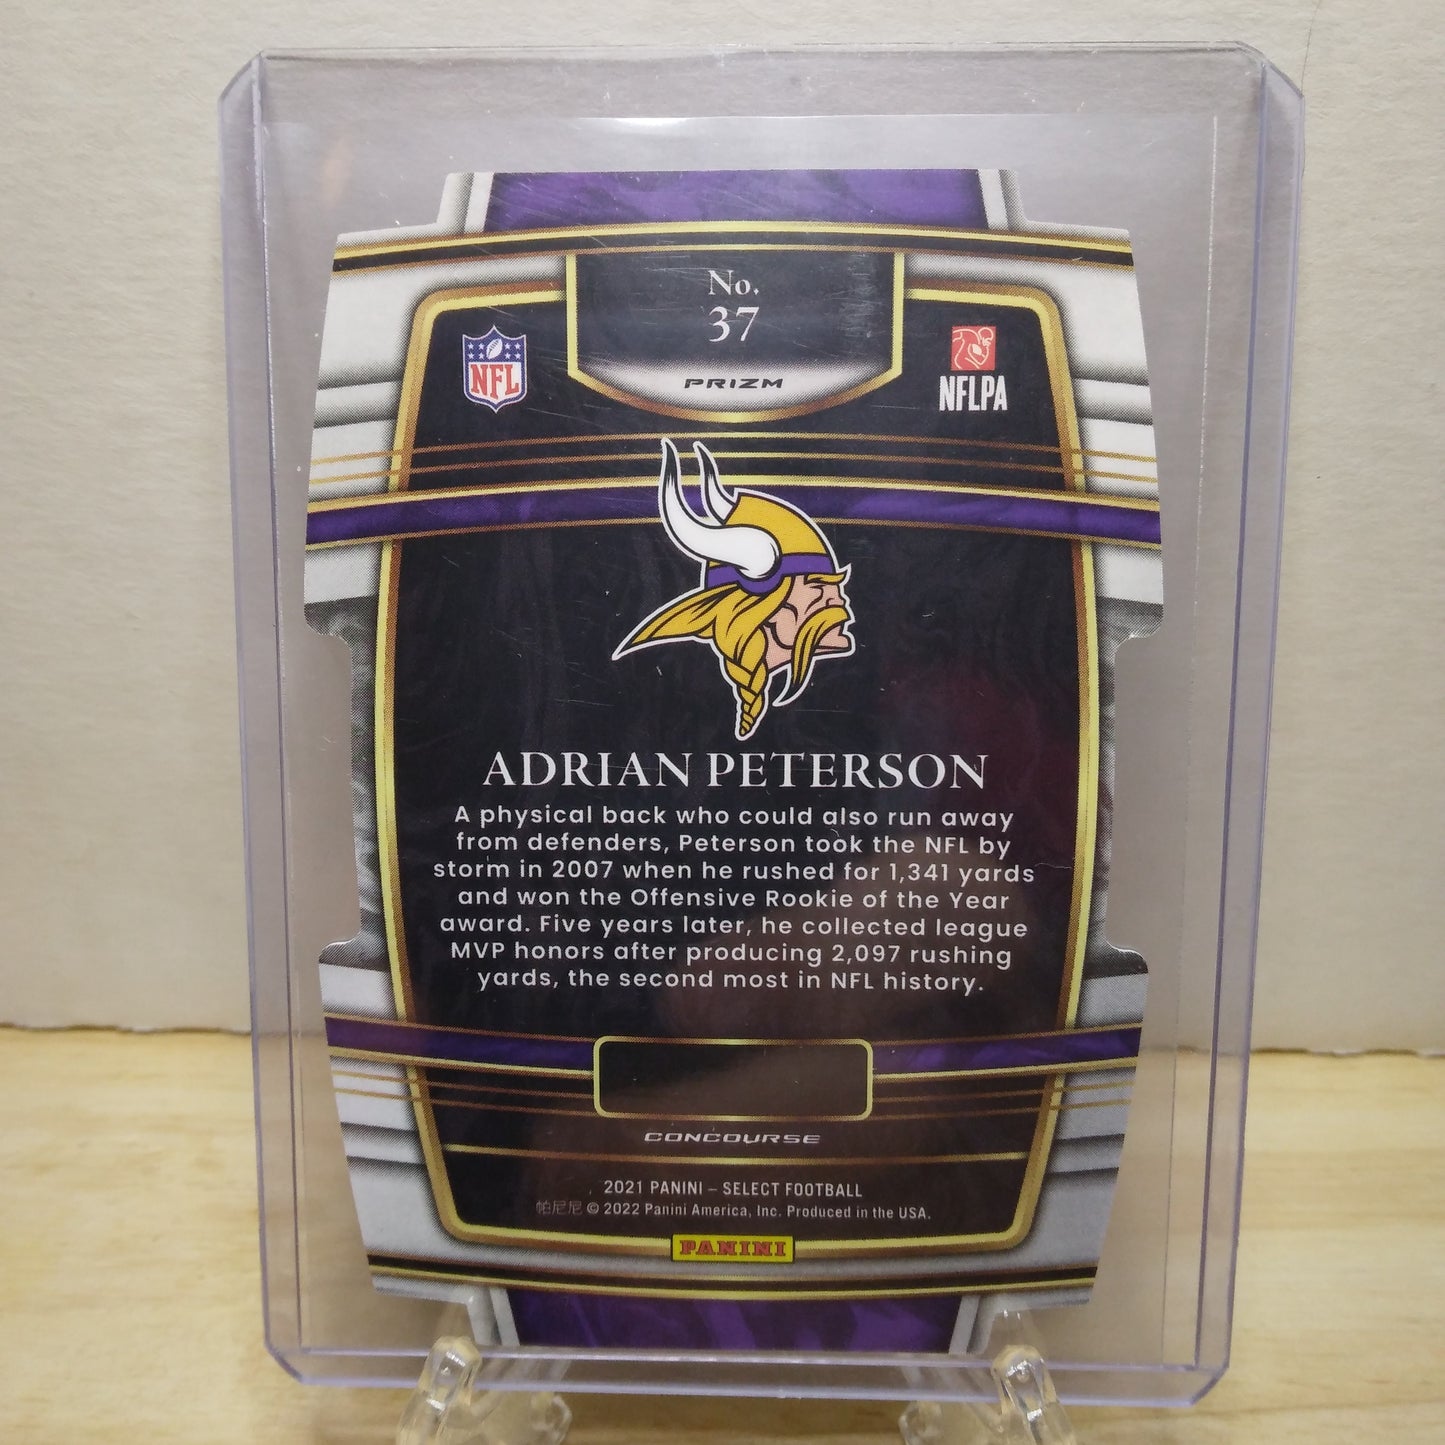 No.
37
PRIZM
NFL
NFLPA
ADRIAN PETERSON
A physical back who could also run away
from defenders, Peterson took the NFL by
storm in 2007 when he rushed for 1,341 yards
and won the Offensive Rookie of the Year
award. Five years later, he collected league
MVP honors after producing 2,097 rushing
yards, the second most in NFL history.
CONCOURSE
2021 PANINI – SELECT FOOTBALL
帕尼尼 © 2022 Panini America, Inc. Produced in the USA.
PANINI